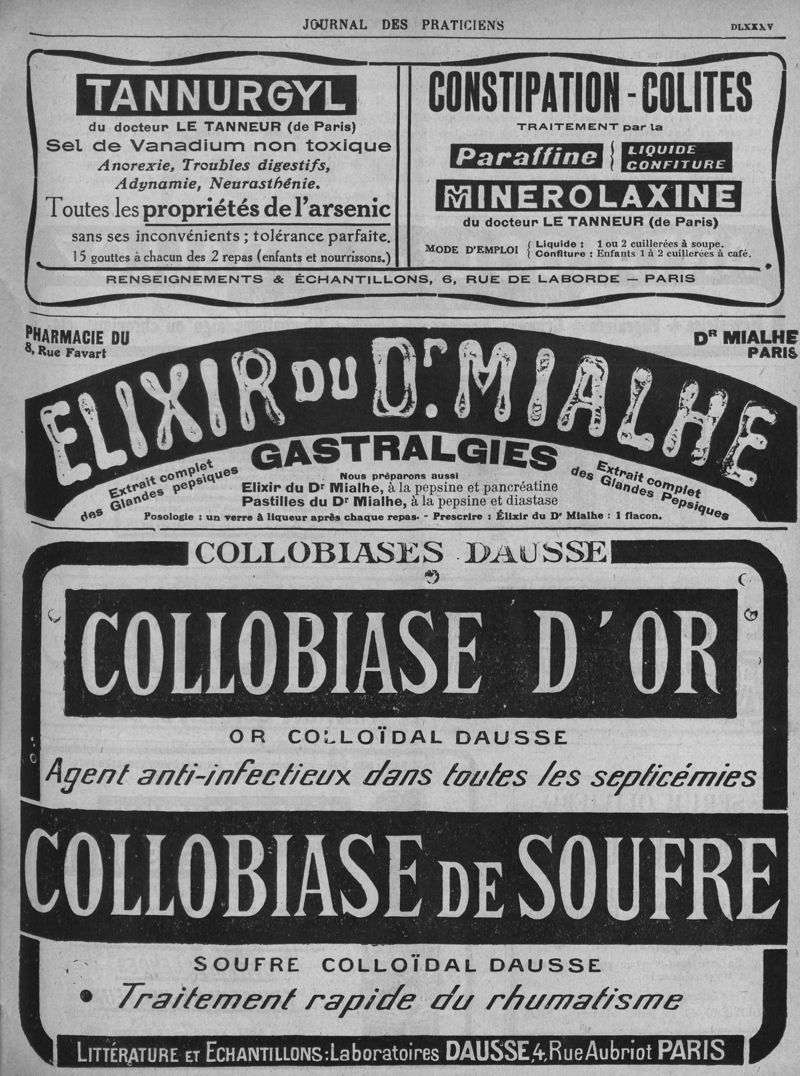 JOURNAL DES PRATICIENS
DLXXXV
TANNURGYL
du docteur LE TANNEUR (de Paris)
Sel de Vanadium non toxique
Anorexie, Troubles digestifs,
Adynamie, Neurasthénie.
Toutes les propriétés de l'arsenic
sans ses inconvénients ; tolérance parfaite.
15 gouttes à chacun des 2 repas (enfants et nourrissons.)
CONSTIPATION - COLITES
TRAITEMENT par la
Paraffine { LIQUIDE
CONFITURE
MINEROLAXINE
du docteur LE TANNEUR (de Paris)
MODE D'EMPLOI { Liquide : 1 ou 2 cuillerées à soupe.
Confiture : Enfants 1 à 2 cuillerées à café.
RENSEIGNEMENTS & ÉCHANTILLONS, 6, RUE DE LABORDE — PARIS
PHARMACIE DU
8, Rue Favart
Dr MIALHE
PARIS
ELIXIR DU Dr. MIALHE
GASTRALGIES
Extrait complet
des Glandes pepsiques
Nous préparons aussi
Elixir du Dr Mialhe, à la pepsine et pancréatine
Pastilles du Dr Mialhe, à la pepsine et diastase
Extrait complet
des Glandes Pepsiques
Posologie : un verre à liqueur après chaque repas. - Prescrire : Élixir du Dr Mialhe : 1 flacon.
COLLOBIASES DAUSSE
COLLOBIASE D'OR
OR COLLOÏDAL DAUSSE
Agent anti-infectieux dans toutes les septicémies
COLLOBIASE DE SOUFRE
SOUFRE COLLOÏDAL DAUSSE
• Traitement rapide du rhumatisme
LITTÉRATURE ET ECHANTILLONS: Laboratoires DAUSSE, 4, Rue Aubriot PARIS